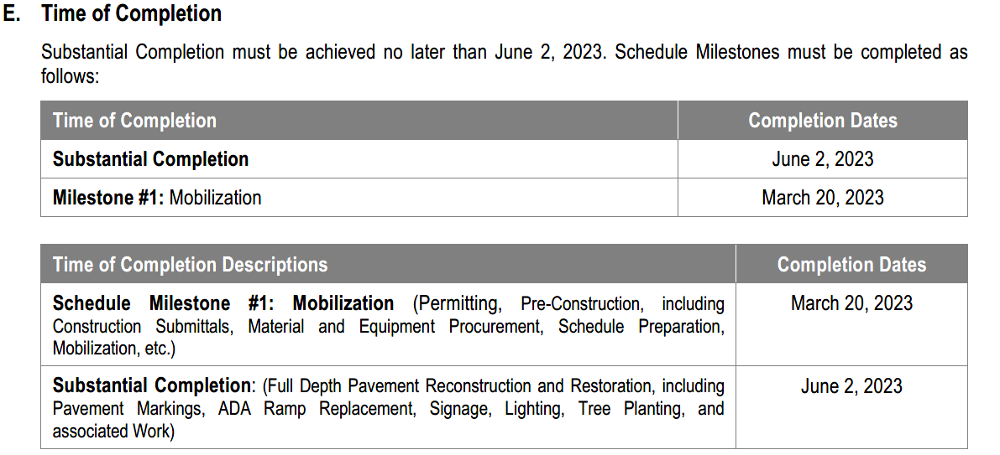 E. Time of Completion
Substantial Completion must be achieved no later than June 2, 2023. Schedule Milestones must be completed as
follows:
Time of Completion Completion Dates
Substantial Completion June 2, 2023
Milestone #1: Mobilization March 20, 2023
Time of Completion Descriptions Completion Dates
Schedule Milestone #1: Mobilization (Permitting, Pre-Construction, including March 20, 2023
Construction Submittals, Material and Equipment Procurement, Schedule Preparation,
Mobilization, etc.)
Substantial Completion: (Full Depth Pavement Reconstruction and Restoration, including June 2, 2023
Pavement Markings, ADA Ramp Replacement, Signage, Lighting, Tree Planting, and
associated Work)